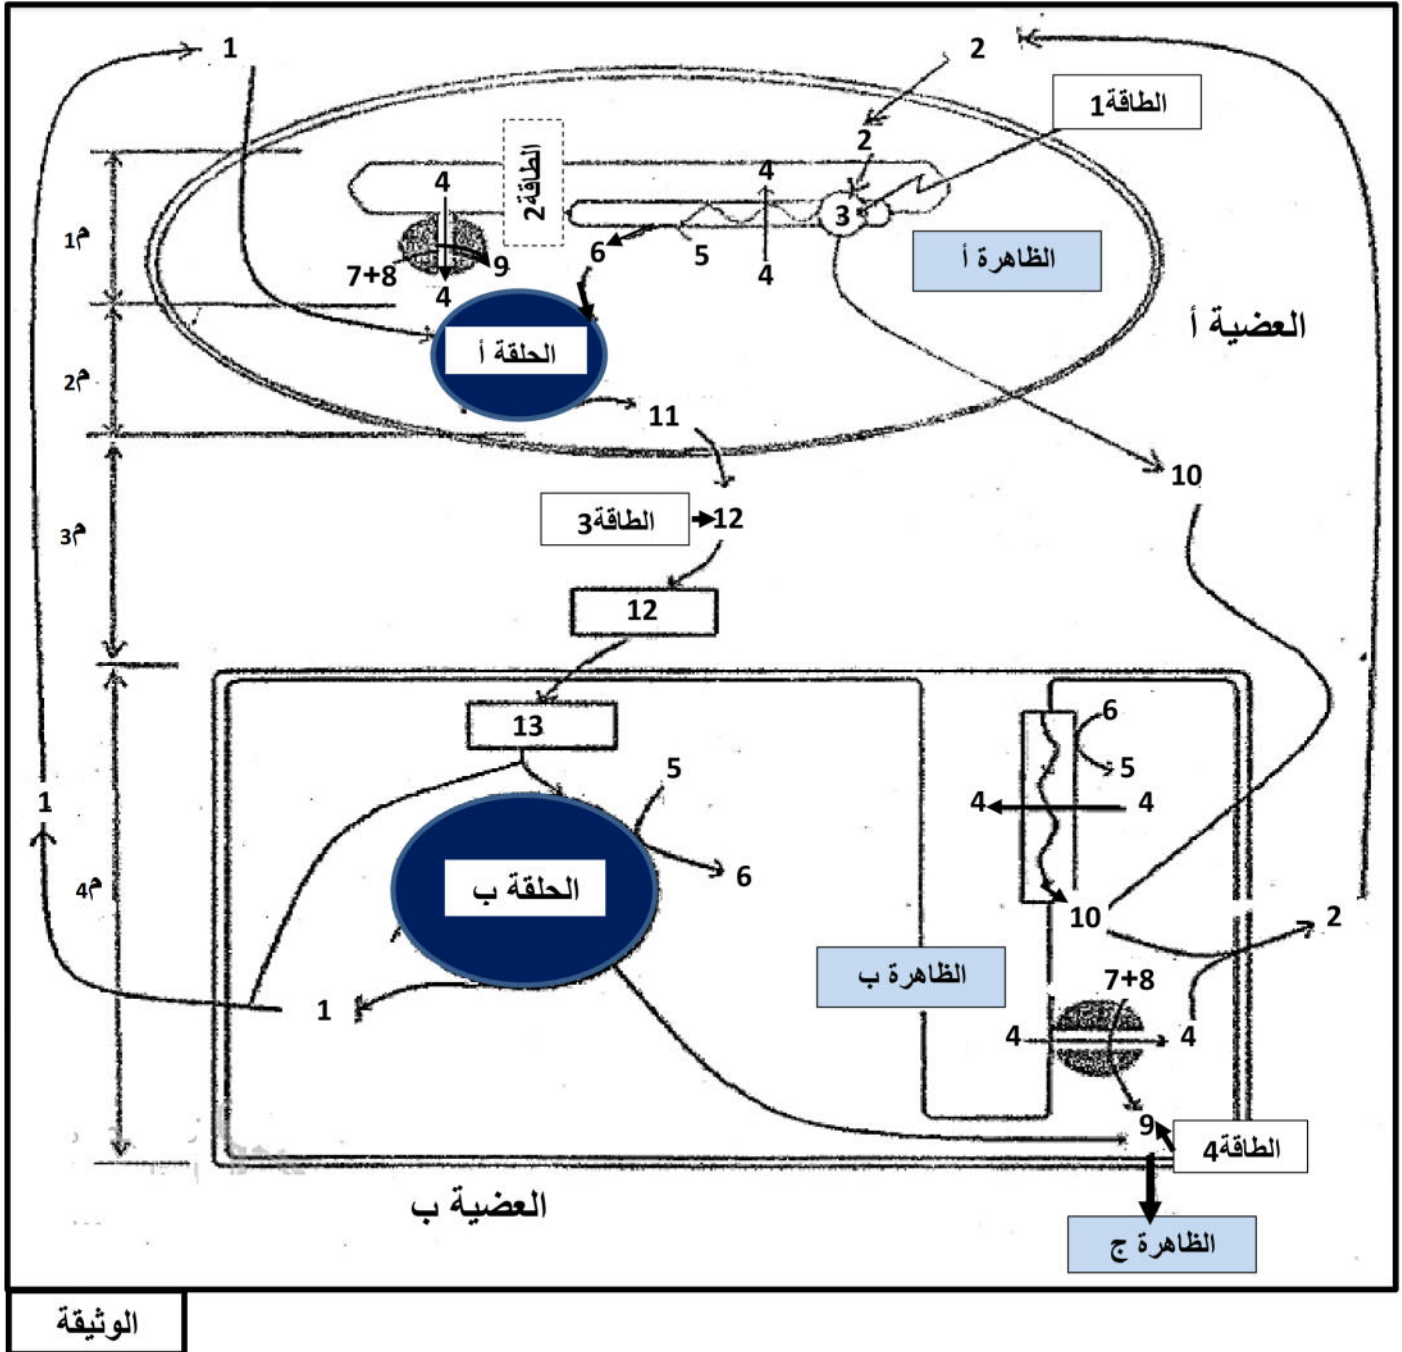 1
2
الطاقة1
2
الطاقة2
4
4
3
الظاهرة أ
7+8
9
6
5
4
4
م1
العضية أ
الحلقة أ
م2
11
10
الطاقة3
12
م3
12
13
6
5
5
4
4
1
الحلقة ب
6
م4
10
2
الظاهرة ب
7+8
1
4
4
9
الطاقة4
العضية ب
الظاهرة ج
الوثيقة